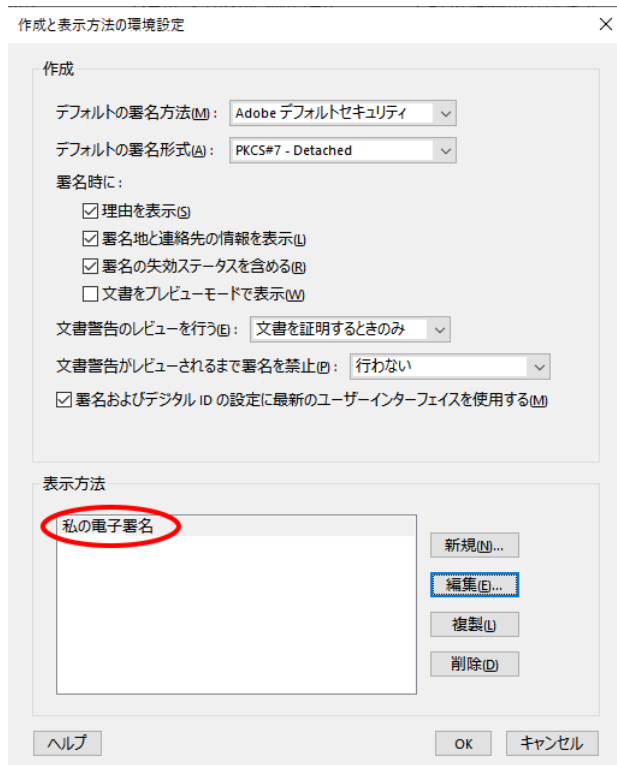 作成と表示方法の環境設定
作成
デフォルトの署名方法(M): Adobe デフォルトセキュリティ
デフォルトの署名形式(A): PKCS#7 - Detached
署名時に:
理由を表示(S)
署名地と連絡先の情報を表示(L)
署名の失効ステータスを含める(R)
文書をプレビューモードで表示(W)
文書警告のレビューを行う(E): 文書を証明するときのみ
文書警告がレビューされるまで署名を禁止(P): 行わない
署名およびデジタル ID の設定に最新のユーザーインターフェイスを使用する(M)
表示方法
私の電子署名
新規(N)...
編集(E)...
複製(L)
削除(D)
ヘルプ OK キャンセル